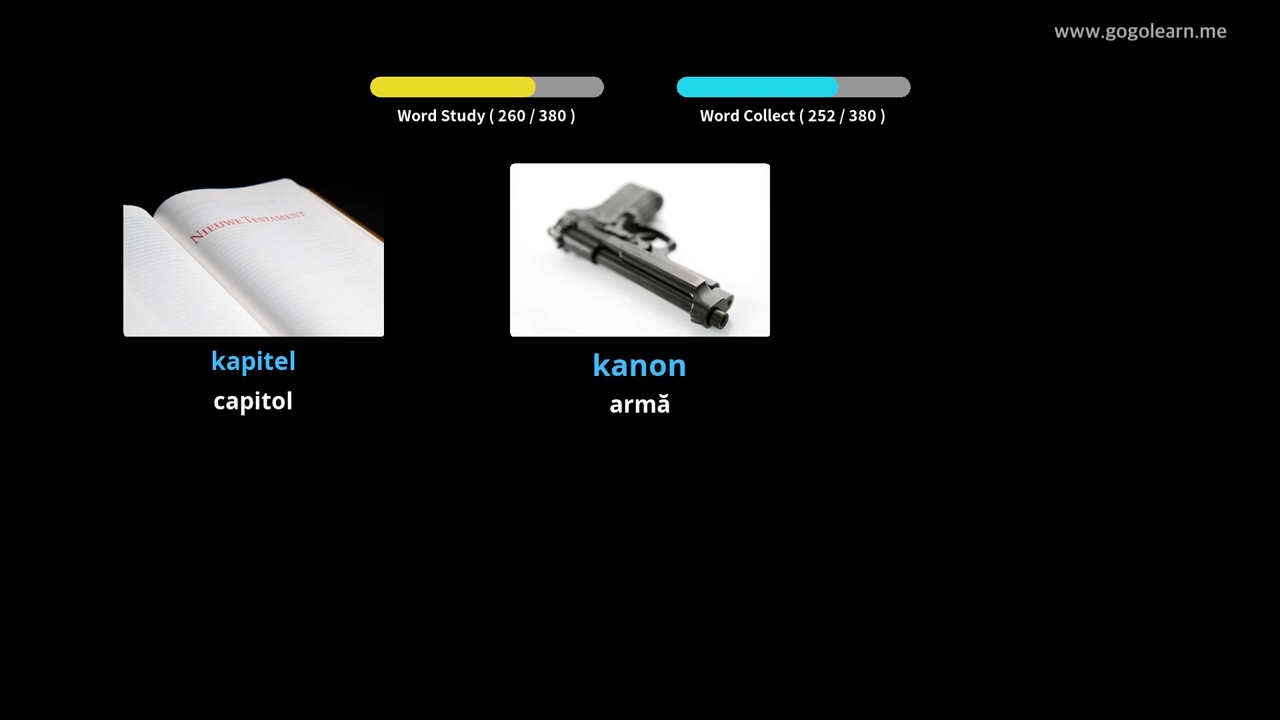 www.gogolearn.me
Word Study ( 260 / 380 )
Word Collect ( 252 / 380 )
NIEUWE TESTAMENT
kapitel
kanon
capitol
armă